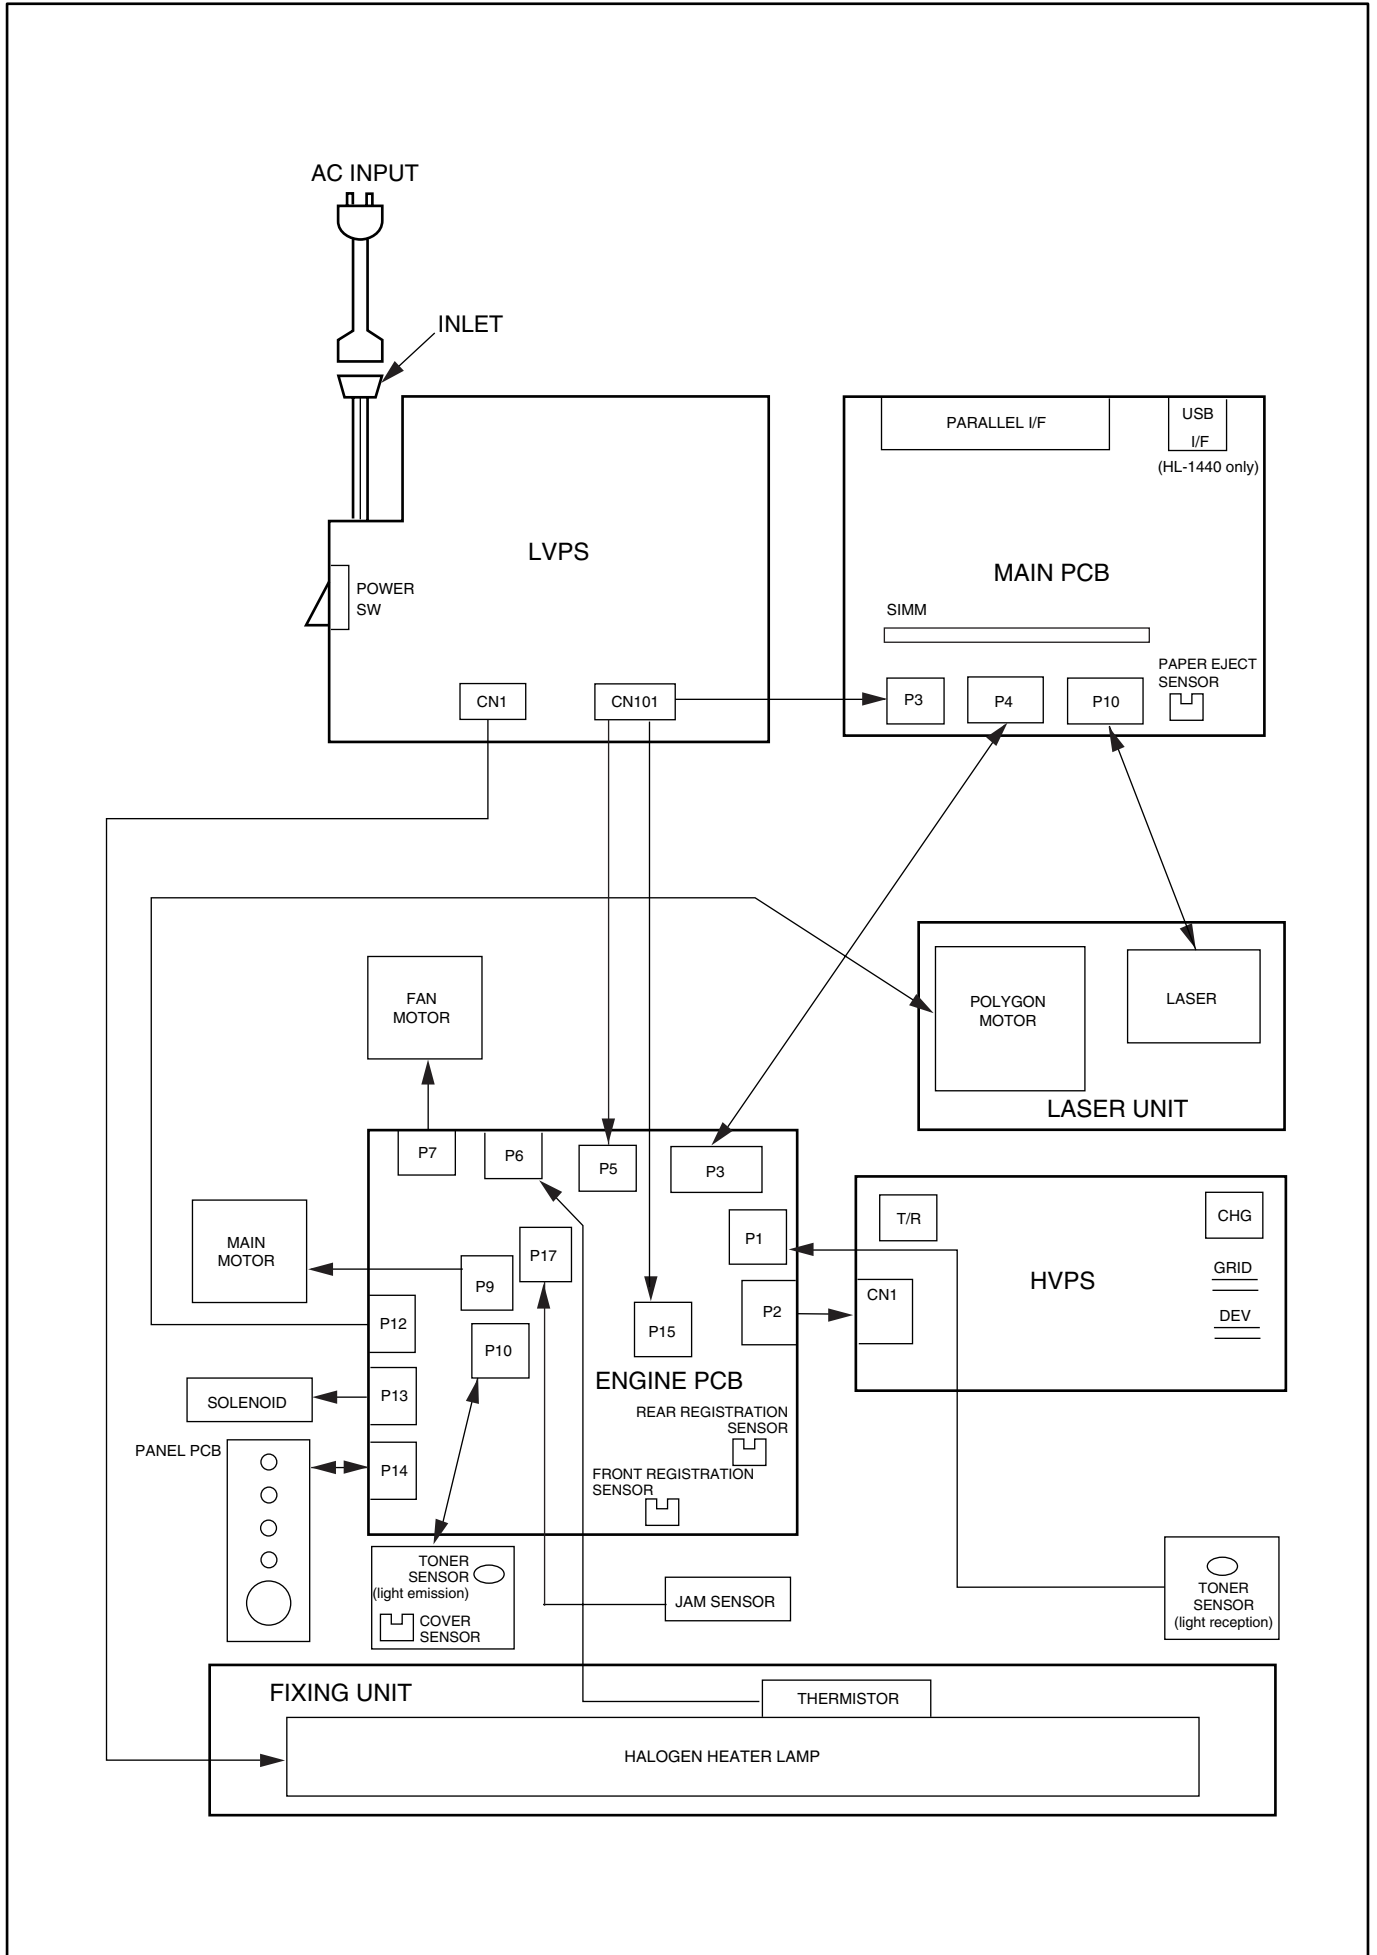 AC INPUT
INLET
LVPS
POWER
SW
CN1
CN101
PARALLEL I/F
USB
I/F
(HL-1440 only)
MAIN PCB
SIMM
PAPER EJECT
SENSOR
P3
P4
P10
FAN
MOTOR
POLYGON
MOTOR
LASER
LASER UNIT
P7
P6
P5
P3
P1
P17
P9
P2
P12
P10
P15
P13
P14
ENGINE PCB
REAR REGISTRATION
SENSOR
FRONT REGISTRATION
SENSOR
MAIN
MOTOR
SOLENOID
PANEL PCB
T/R
CHG
CN1
HVPS
GRID
DEV
TONER
SENSOR
(light emission)
COVER
SENSOR
JAM SENSOR
TONER
SENSOR
(light reception)
FIXING UNIT
THERMISTOR
HALOGEN HEATER LAMP